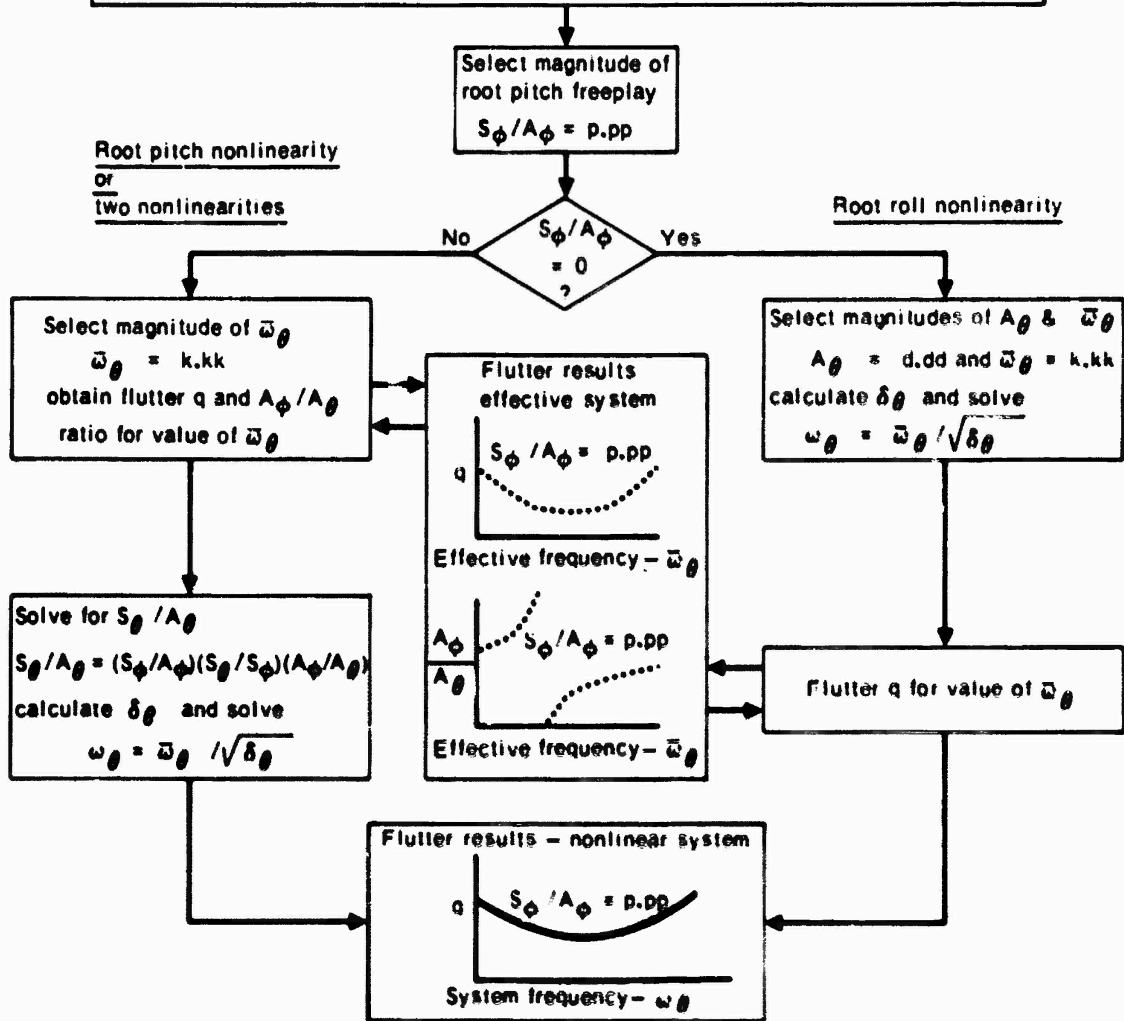 Select magnitude of
root pitch freeplay
Sϕ/Aϕ = p.pp
Root pitch nonlinearity
or
two nonlinearities
Root roll nonlinearity
No
Sϕ/Aϕ
= 0
?
Yes
Select magnitude of ω̄θ
ω̄θ = k.kk
obtain flutter q and Aϕ/Aθ
ratio for value of ω̄θ
Flutter results
effective system
Sϕ/Aϕ = p.pp
q
Effective frequency – ω̄θ
Aϕ
Aθ
Sϕ/Aϕ = p.pp
Effective frequency – ω̄θ
Select magnitudes of Aθ & ω̄θ
Aθ = d.dd and ω̄θ = k.kk
calculate δθ and solve
ωθ = ω̄θ /√δθ
Solve for Sθ/Aθ
Sθ/Aθ = (Sϕ/Aϕ)(Sθ/Sϕ)(Aϕ/Aθ)
calculate δθ and solve
ωθ = ω̄θ /√δθ
Flutter q for value of ω̄θ
Flutter results – nonlinear system
q
Sϕ/Aϕ = p.pp
System frequency – ωθ